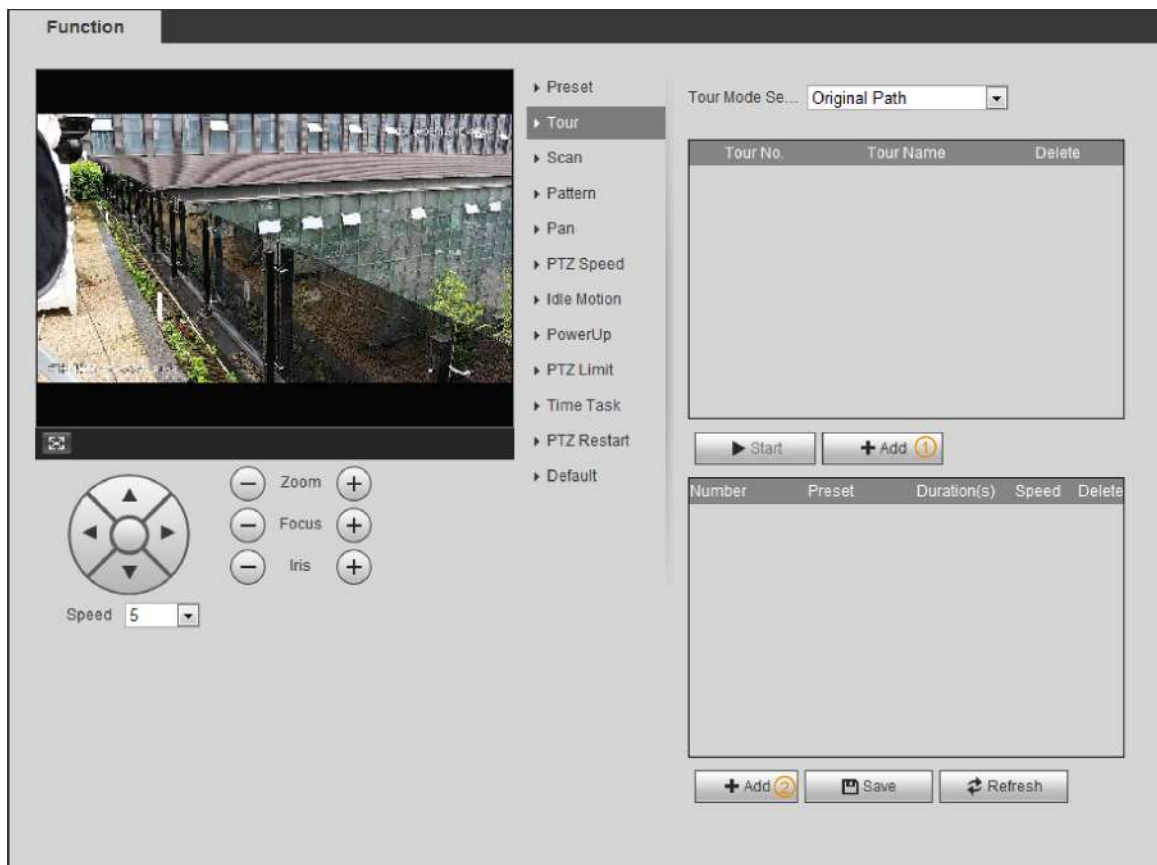 Function
Preset
Tour
Scan
Pattern
Pan
PTZ Speed
Idle Motion
PowerUp
PTZ Limit
Time Task
PTZ Restart
Default
Zoom
Focus
Iris
Speed 5
Tour Mode Se... Original Path
Tour No. Tour Name Delete
Start Add 1
Number Preset Duration(s) Speed Delete
Add 2 Save Refresh